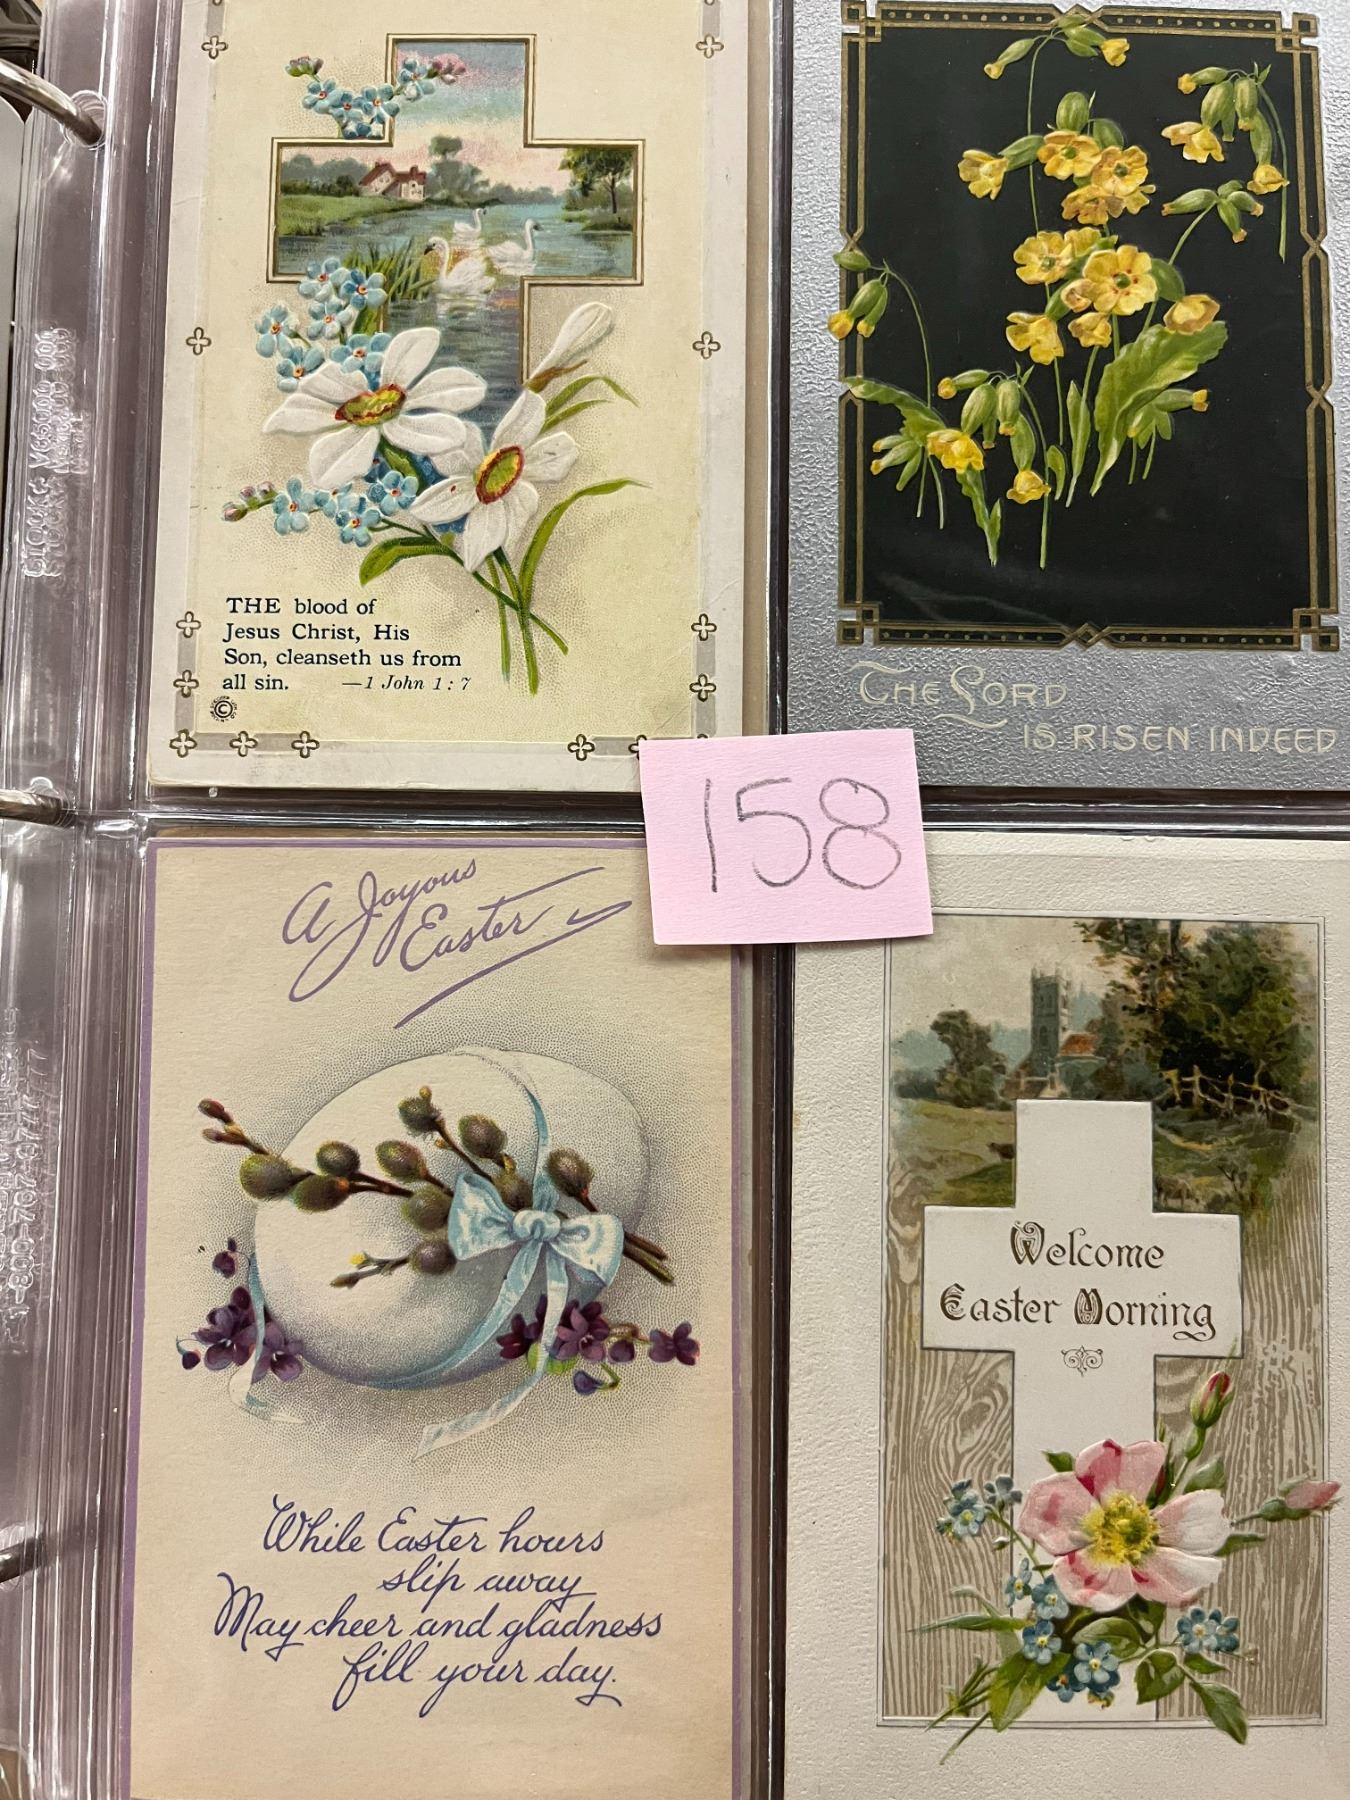 THE blood of
Jesus Christ, His
Son, cleanseth us from
all sin. —1 John 1:7
©
THE LORD
IS RISEN INDEED
158
A Joyous
Easter
While Easter hours
slip away
May cheer and gladness
fill your day.
Welcome
Easter Morning